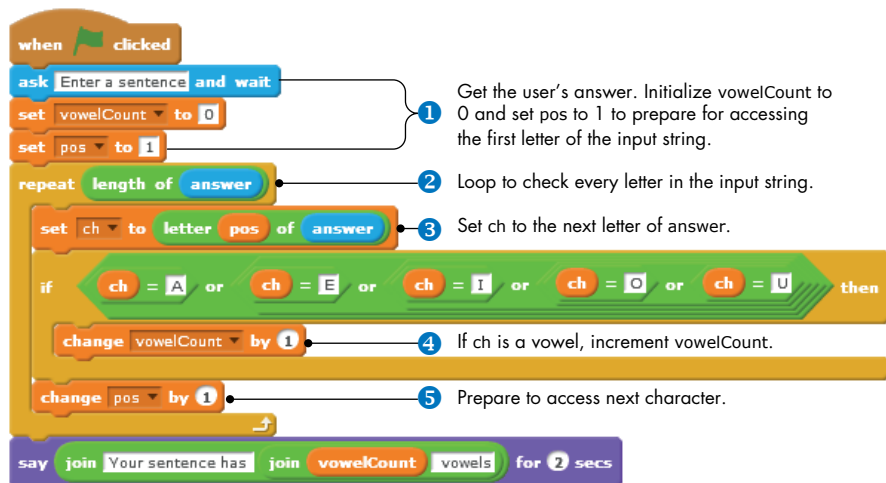 when clicked
ask Enter a sentence and wait
set vowelCount to 0
set pos to 1
1 Get the user's answer. Initialize vowelCount to
0 and set pos to 1 to prepare for accessing
the first letter of the input string.
repeat length of answer
2 Loop to check every letter in the input string.
set ch to letter pos of answer
3 Set ch to the next letter of answer.
if ch = A or ch = E or ch = I or ch = O or ch = U then
change vowelCount by 1
4 If ch is a vowel, increment vowelCount.
change pos by 1
5 Prepare to access next character.
say join Your sentence has join vowelCount vowels for 2 secs